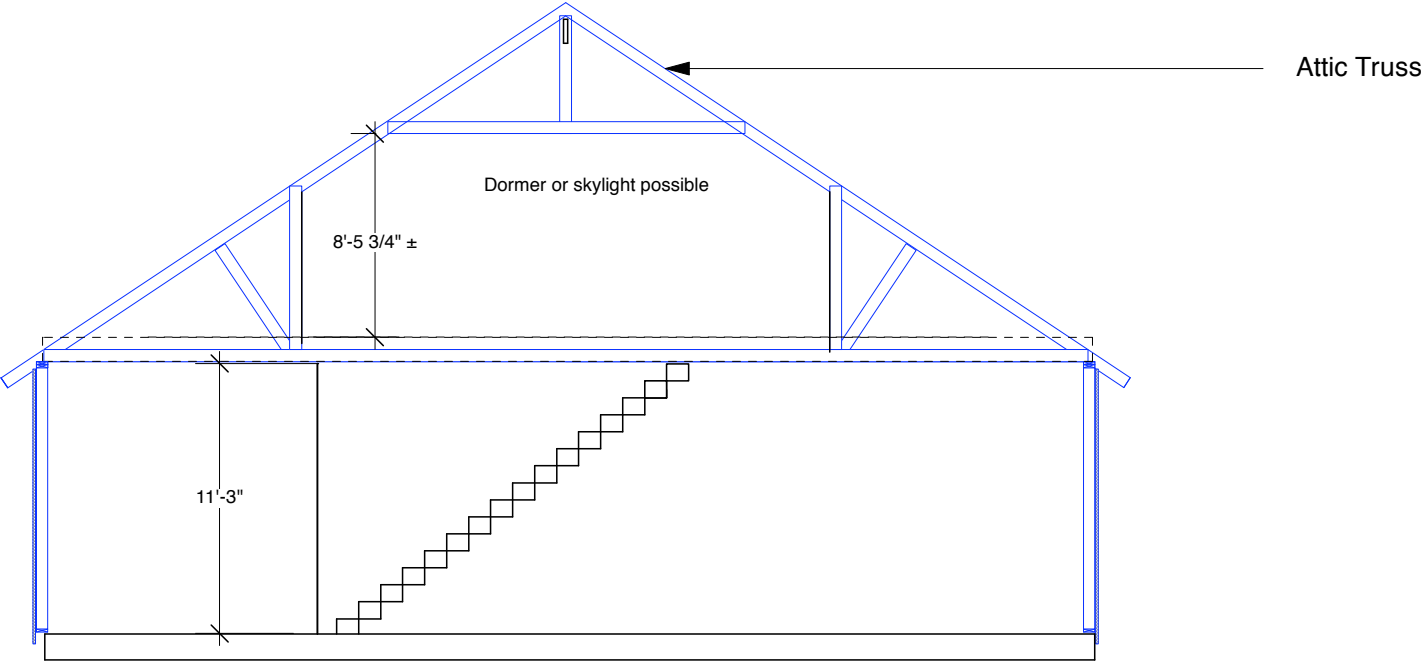 Attic Truss
Dormer or skylight possible
8'-5 3/4" ±
11'-3"